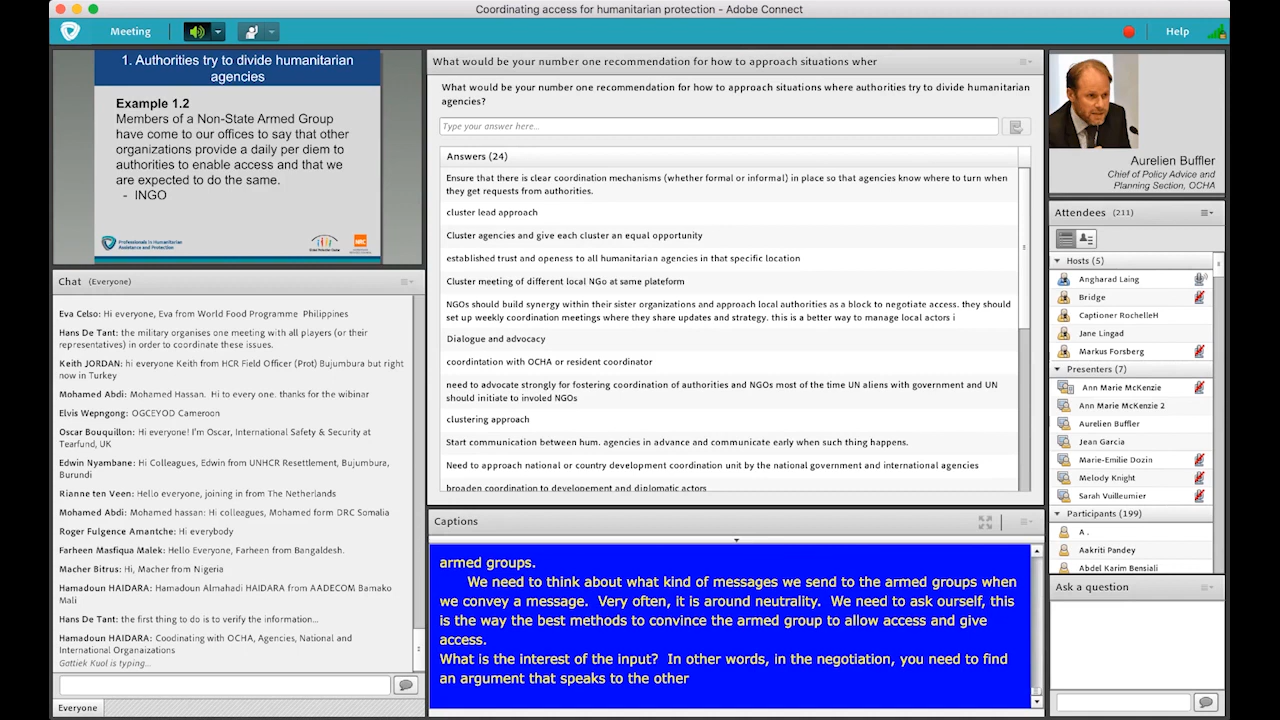 Coordinating access for humanitarian protection - Adobe Connect
Meeting
Help
1. Authorities try to divide humanitarian
agencies
Example 1.2
Members of a Non-State Armed Group
have come to our offices to say that other
organizations provide a daily per diem to
authorities to enable access and that we
are expected to do the same.
- INGO
Professionals in Humanitarian
Assistance and Protection
NRC
Chat (Everyone)
Eva Celso: Hi everyone, Eva from World Food Programme Philippines
Hans De Tant: the military organises one meeting with all players (or their
representatives) in order to coordinate these issues.
Keith JORDAN: hi everyone Keith from HCR Field Officer (Prot) Bujumbura but right
now in Turkey
Mohamed Abdi: Mohamed Hassan. Hi to every one. thanks for the wibinar
Elvis Wepngong: OGCEYOD Cameroon
Oscar Bouquillon: Hi everyone! I'm Oscar, International Safety & Security at
Tearfund, UK
Edwin Nyambane: Hi Colleagues, Edwin from UNHCR Resettlement, Bujumbura,
Burundi
Rianne ten Veen: Hello everyone, joining in from The Netherlands
Mohamed Abdi: Mohamed hassan: Hi colleagues, Mohamed form DRC Somalia
Roger Fulgence Amantche: Hi everybody
Farheen Masfiqua Malek: Hello Everyone, Farheen from Bangaldesh.
Macher Bitrus: Hi, Macher from Nigeria
Hamadoun HAIDARA: Hamadoun Almahadi HAIDARA from AADECOM Bamako
Mali
Hans De Tant: the first thing to do is to verify the information...
Hamadoun HAIDARA: Coodinating with OCHA, Agencies, National and
International Orgainizations
Gattiek Kuol is typing...
Everyone
What would be your number one recommendation for how to approach situations wher
What would be your number one recommendation for how to approach situations where authorities try to divide humanitarian
agencies?
Type your answer here...
Answers (24)
Ensure that there is clear coordination mechanisms (whether formal or informal) in place so that agencies know where to turn when
they get requests from authorities.
cluster lead approach
Cluster agencies and give each cluster an equal opportunity
established trust and openess to all humanitarian agencies in that specific location
Cluster meeting of different local NGo at same plateform
NGOs should build synergy within their sister organizations and approach local authorities as a block to negotiate access. they should
set up weekly coordination meetings where they share updates and strategy. this is a better way to manage local actors i
Dialogue and advocacy
coordintation with OCHA or resident coordinator
need to advocate strongly for fostering coordination of authorities and NGOs most of the time UN aliens with government and UN
should initiate to involed NGOs
clustering approach
Start communication between hum. agencies in advance and communicate early when such thing happens.
Need to approach national or country development coordination unit by the national government and international agencies
broaden coordination to developement and diplomatic actors
Captions
armed groups.
We need to think about what kind of messages we send to the armed groups when
we convey a message. Very often, it is around neutrality. We need to ask ourself, this
is the way the best methods to convince the armed group to allow access and give
access.
What is the interest of the input? In other words, in the negotiation, you need to find
an argument that speaks to the other
Aurelien Buffler
Chief of Policy Advice and
Planning Section, OCHA
Attendees (211)
Hosts (5)
Angharad Laing
Bridge
Captioner RochelleH
Jane Lingad
Markus Forsberg
Presenters (7)
Ann Marie McKenzie
Ann Marie McKenzie 2
Aurelien Buffler
Jean Garcia
Marie-Emilie Dozin
Melody Knight
Sarah Vuilleumier
Participants (199)
A .
Aakriti Pandey
Abdel Karim Bensiali
Ask a question